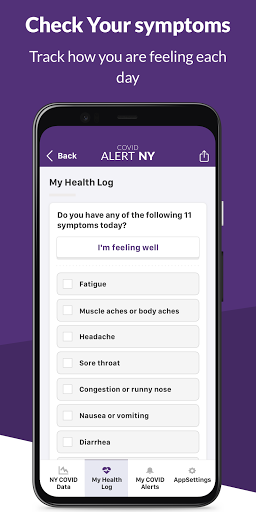 Check Your symptoms
Track how you are feeling each
day
Back
COVID
ALERT NY
My Health Log
Do you have any of the following 11
symptoms today?
I'm feeling well
Fatigue
Muscle aches or body aches
Headache
Sore throat
Congestion or runny nose
Nausea or vomiting
Diarrhea
NY COVID
Data
My Health
Log
My COVID
Alerts
AppSettings